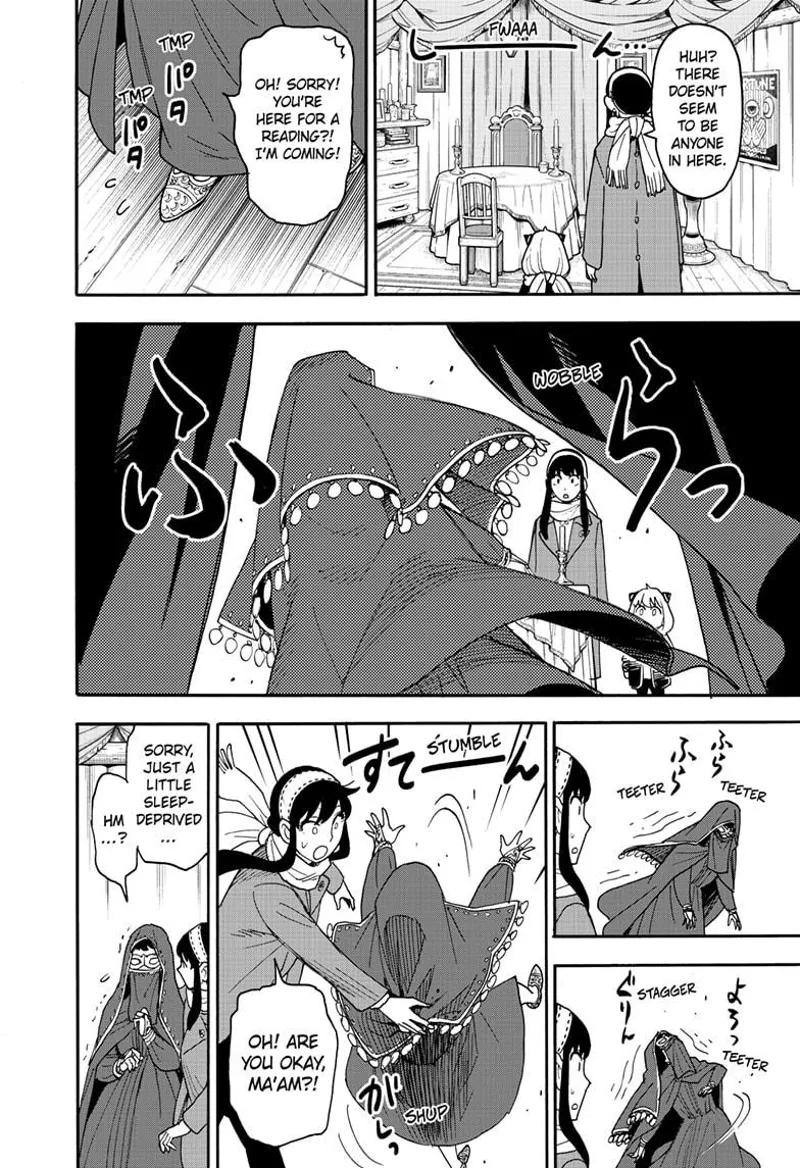 HUH?
THERE
DOESN'T
SEEM
TO BE
ANYONE
IN HERE.
FWAAA
しーーーん...
OH! SORRY!
YOU'RE
HERE FOR A
READING?!
I'M COMING!
TMP
パタ
TMP
パタ
WOBBLE
ふらっ
ふら
TEETER
ふら
TEETER
よろっ
TEETER
STAGGER
ぐりん
STUMBLE
すてーーん
OH! ARE
YOU OKAY,
MA'AM?!
SHUP
がしっ
SORRY,
JUST A
LITTLE
SLEEP-
DEPRIVED
...
HM
...?